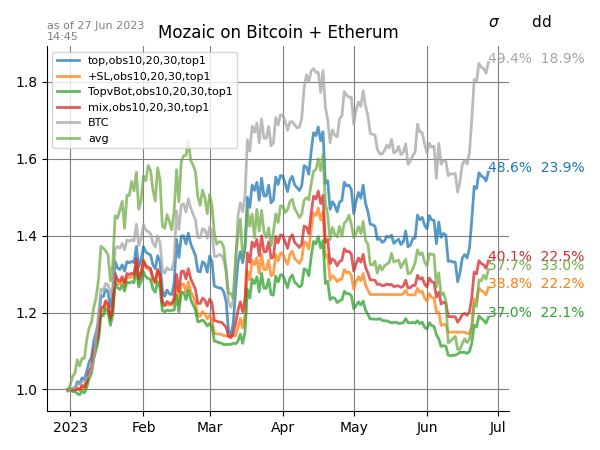 as of 27 Jun 2023
14:45
Mozaic on Bitcoin + Etherum
σ dd
top,obs10,20,30,top1
+SL,obs10,20,30,top1
TopvBot,obs10,20,30,top1
mix,obs10,20,30,top1
BTC
avg
49.4% 18.9%
48.6% 23.9%
40.1% 22.5%
57.7% 33.0%
38.8% 22.2%
37.0% 22.1%
1.8
1.6
1.4
1.2
1.0
2023 Feb Mar Apr May Jun Jul